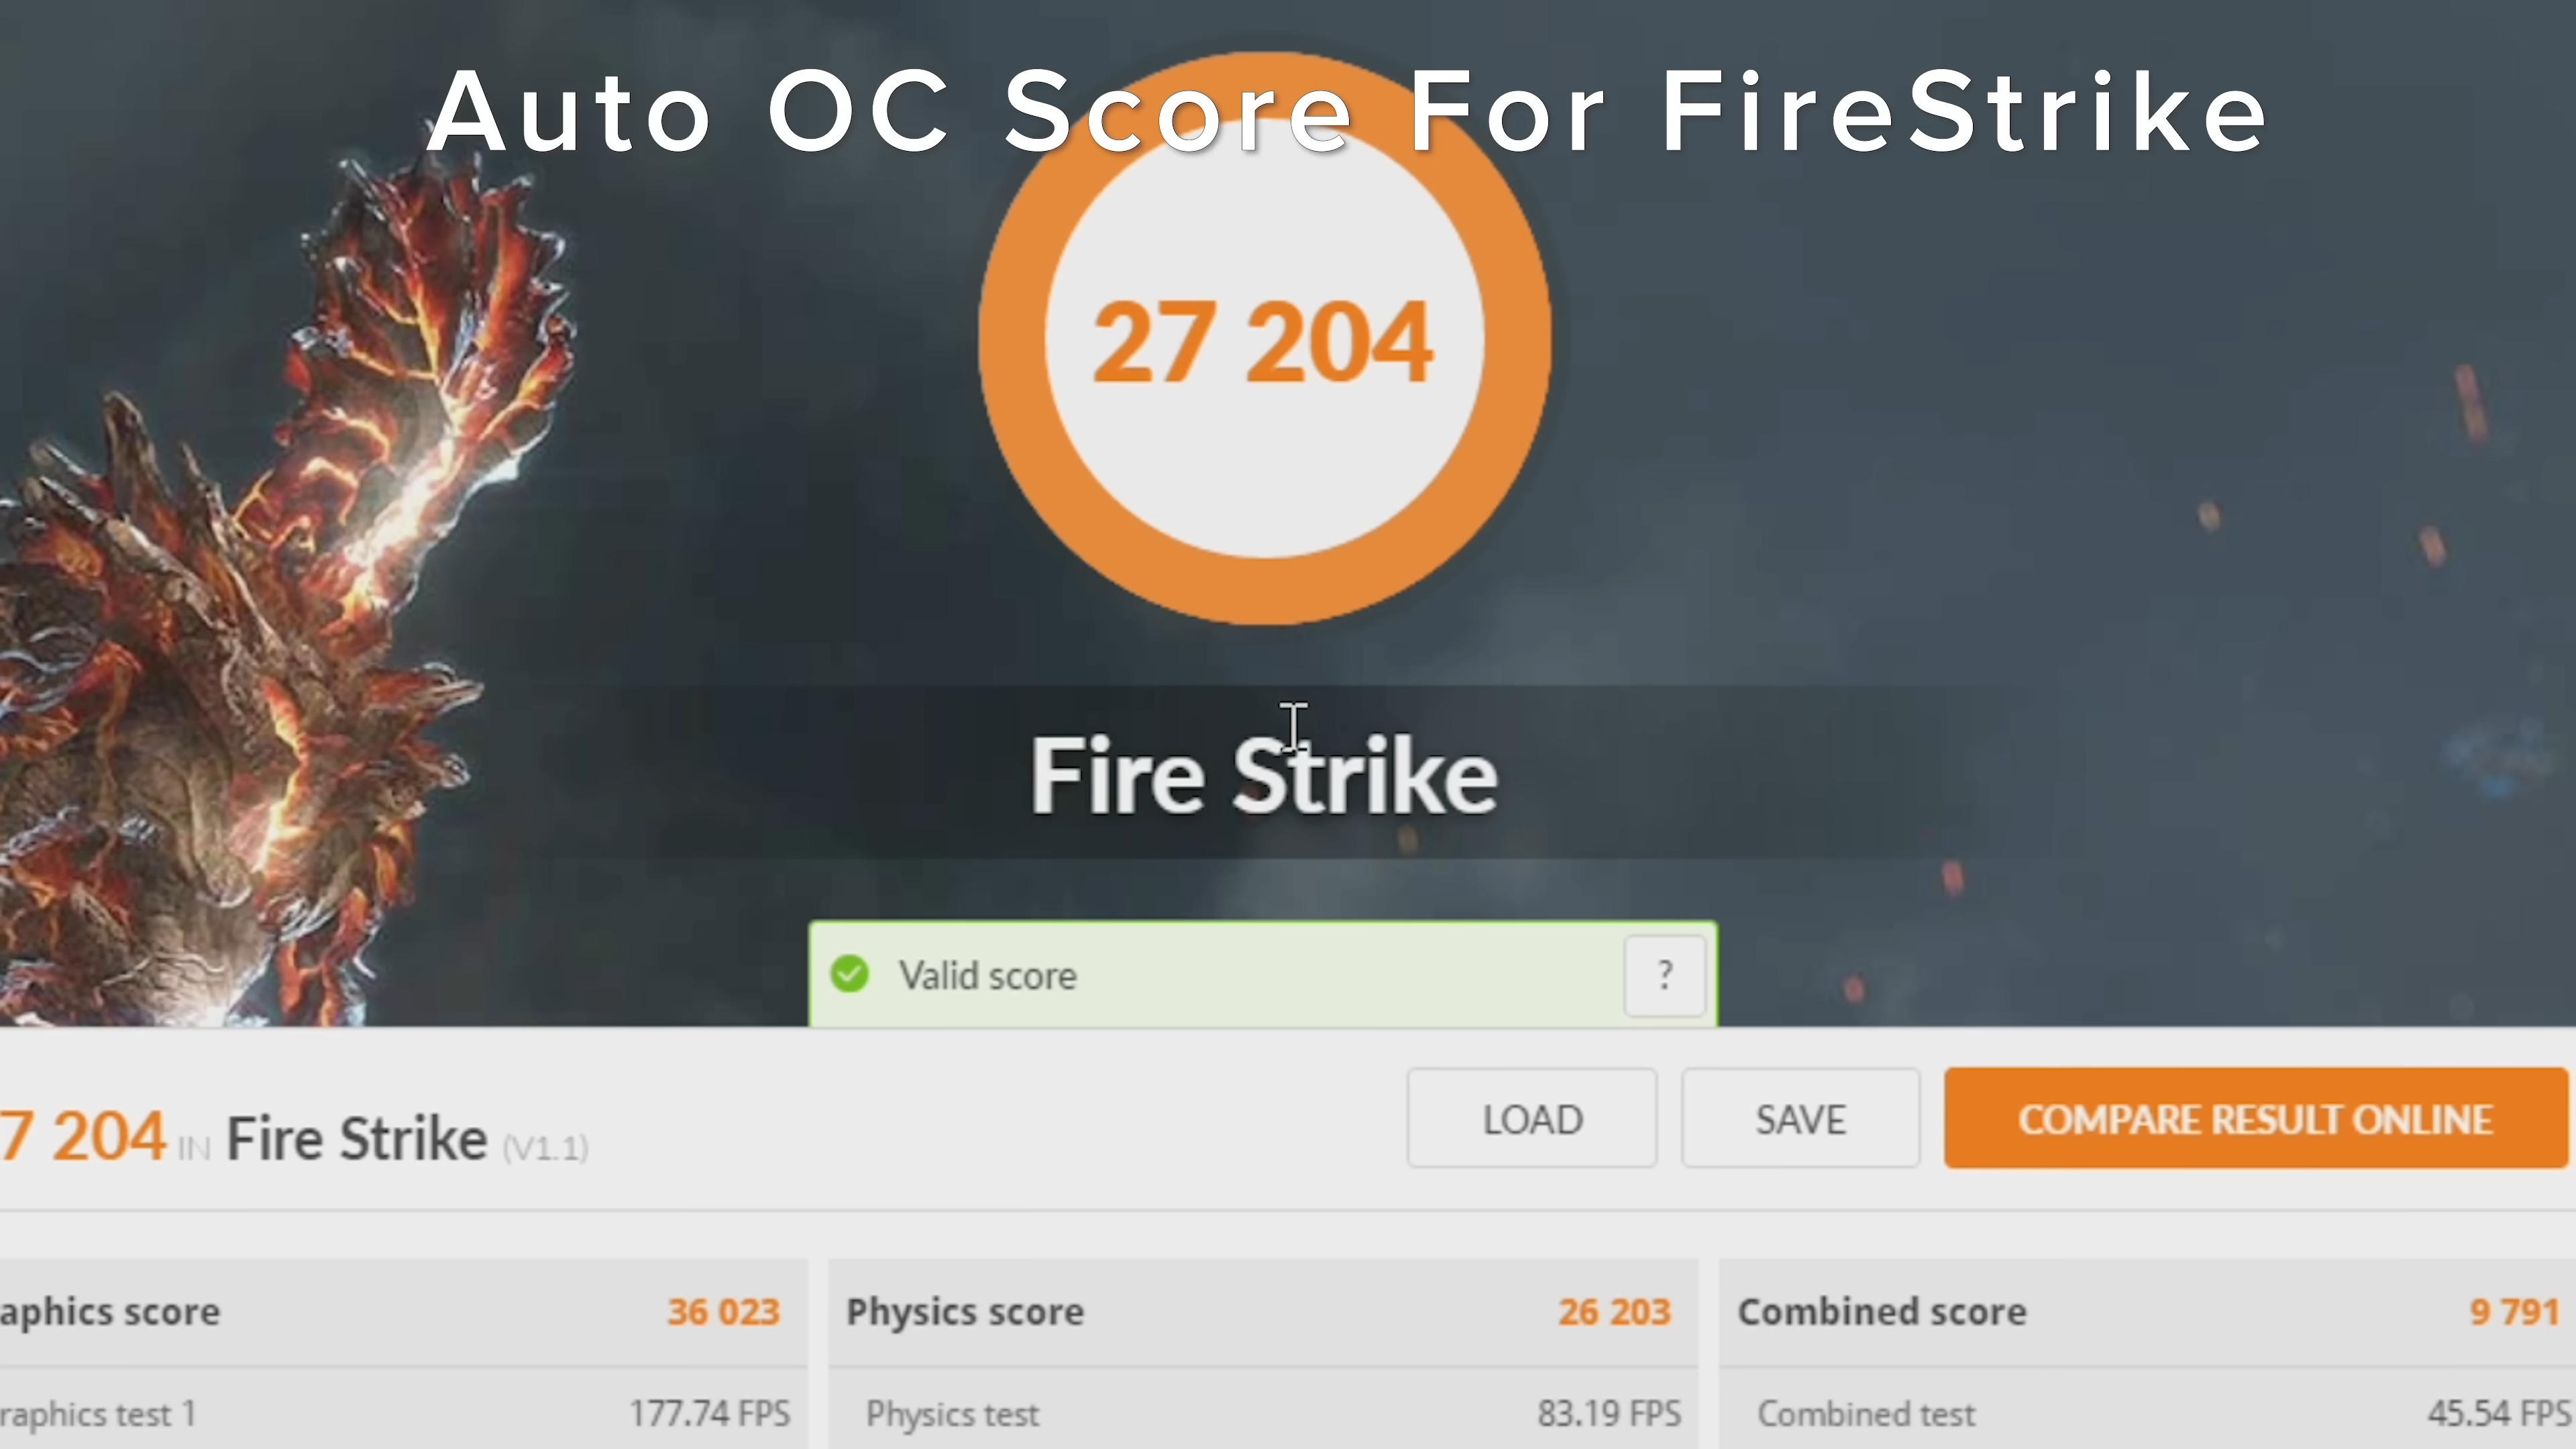 Auto OC Score For FireStrike
27 204
Fire Strike
Valid score ?
7 204 IN Fire Strike (V1.1) LOAD SAVE COMPARE RESULT ONLINE
aphics score 36 023 Physics score 26 203 Combined score 9 791
raphics test 1 177.74 FPS Physics test 83.19 FPS Combined test 45.54 FPS